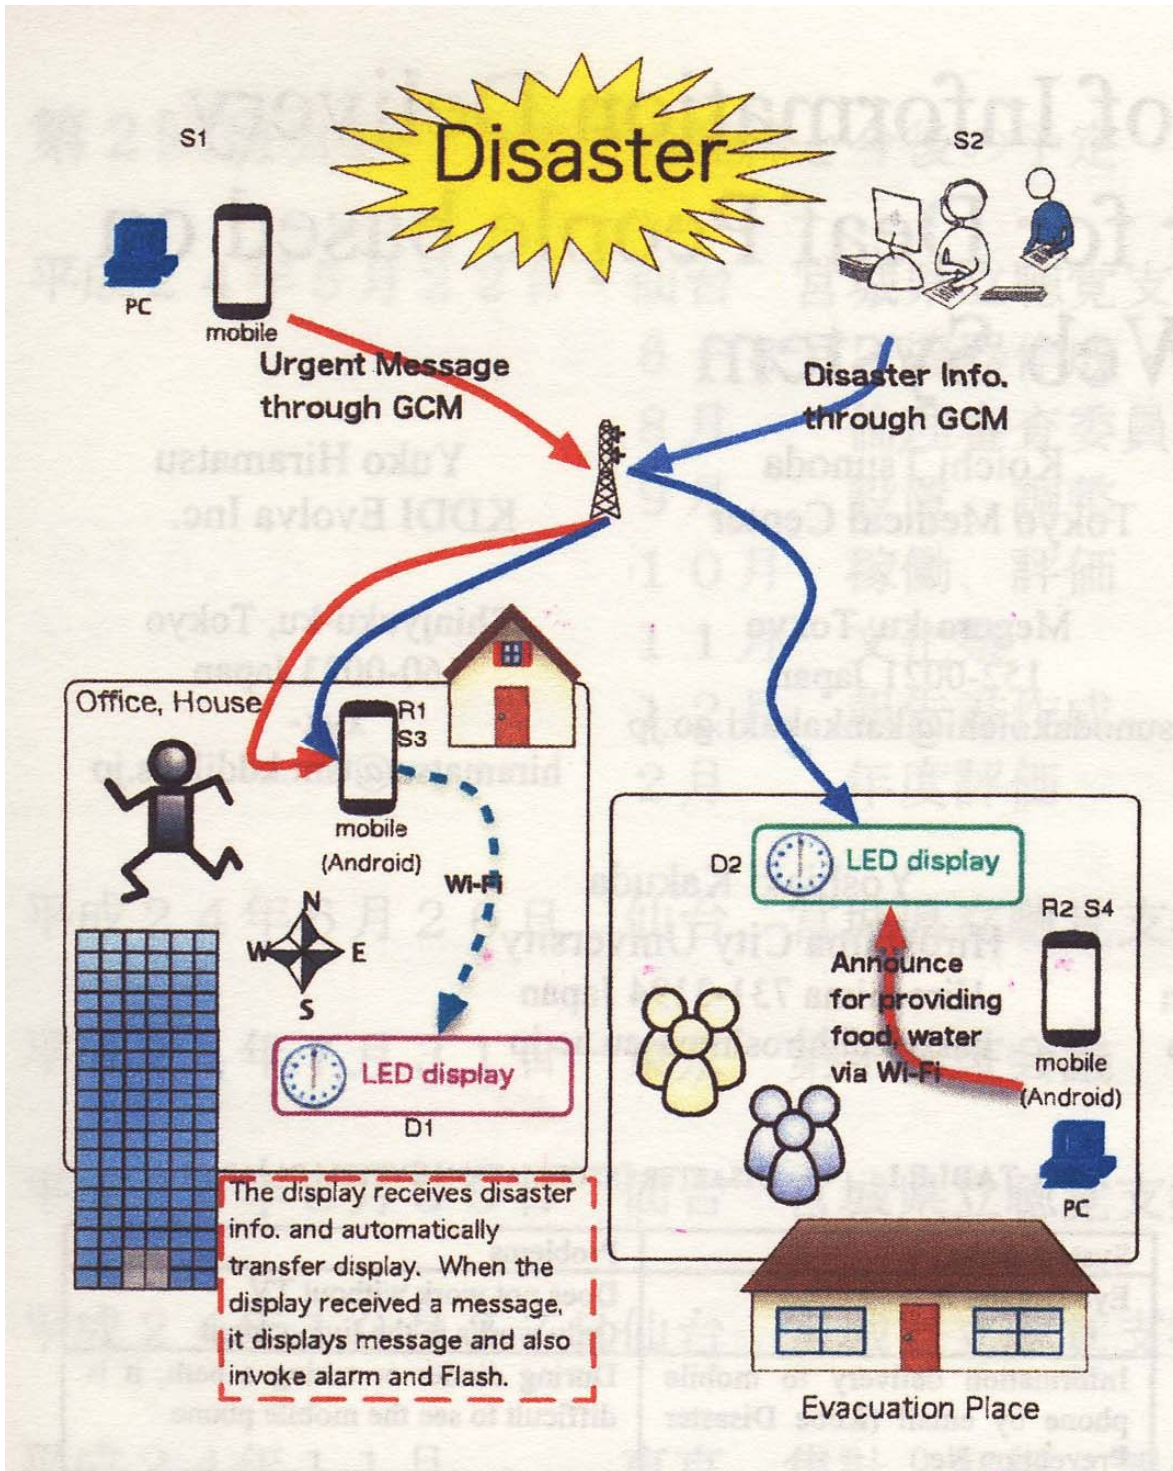 Disaster
S1
S2
PC
mobile
Urgent Message
through GCM
Disaster Info.
through GCM
Office, House
R1
S3
mobile
(Android)
Wi-Fi
N
W
E
S
LED display
D1
The display receives disaster
info. and automatically
transfer display. When the
display received a message,
it displays message and also
invoke alarm and Flash.
D2
LED display
R2 S4
Announce
for providing
food, water
via Wi-Fi
mobile
(Android)
PC
Evacuation Place